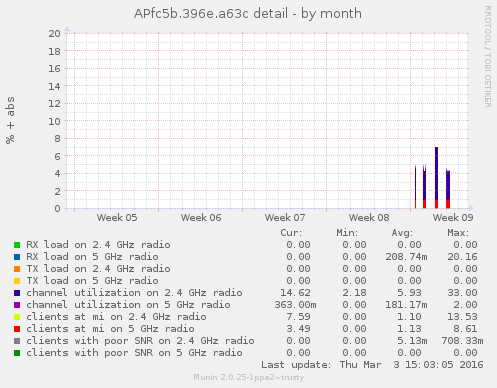 APfc5b.396e.a63c detail - by month
RRDTOOL / TOBI OETIKER
% + abs
20
18
16
14
12
10
8
6
4
2
0
Week 05 Week 06 Week 07 Week 08 Week 09
Cur: Min: Avg: Max:
RX load on 2.4 GHz radio 0.00 0.00 0.00 0.00
RX load on 5 GHz radio 0.00 0.00 208.74m 20.16
TX load on 2.4 GHz radio 0.00 0.00 0.00 0.00
TX load on 5 GHz radio 0.00 0.00 0.00 0.00
channel utilization on 2.4 GHz radio 14.62 2.18 5.93 33.00
channel utilization on 5 GHz radio 363.00m 0.00 181.17m 2.00
clients at mi on 2.4 GHz radio 7.59 0.00 1.10 13.53
clients at mi on 5 GHz radio 3.49 0.00 1.13 8.61
clients with poor SNR on 2.4 GHz radio 0.00 0.00 5.13m 708.33m
clients with poor SNR on 5 GHz radio 0.00 0.00 0.00 0.00
Last update: Thu Mar 3 15:03:05 2016
Munin 2.0.25-1ppa2~trusty